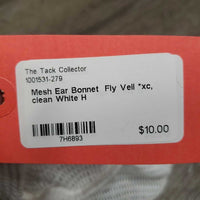 The Tack Collector
1001531-279
Mesh Ear Bonnet Fly Veil *xc,
clean White H
$10.00
7H6893